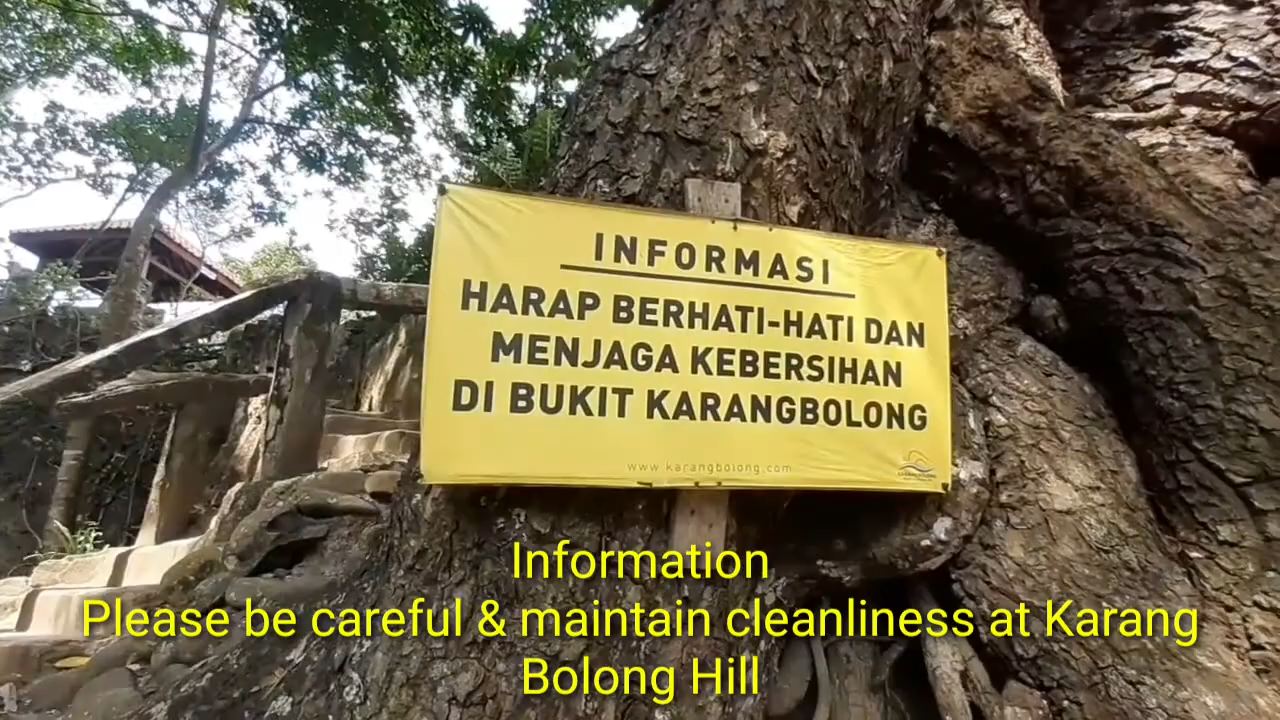 INFORMASI
HARAP BERHATI-HATI DAN
MENJAGA KEBERSIHAN
DI BUKIT KARANGBOLONG
www.karangbolong.com
Information
Please be careful & maintain cleanliness at Karang
Bolong Hill